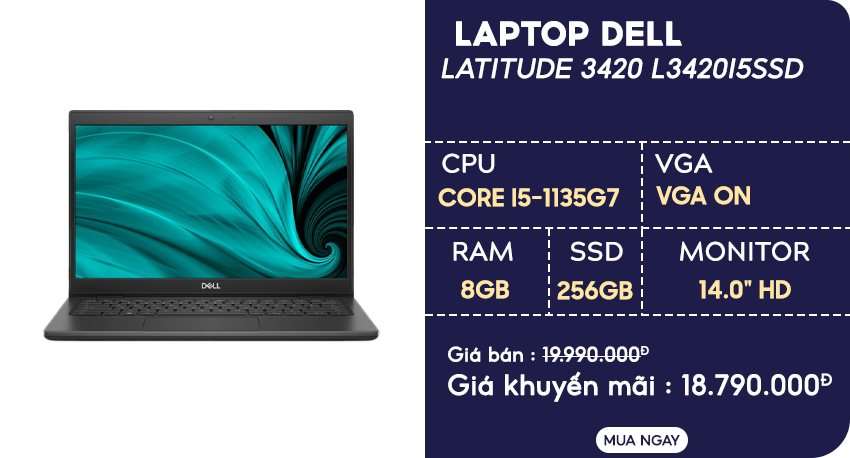 LAPTOP DELL
LATITUDE 3420 L3420I5SSD
CPU
CORE I5-1135G7
VGA
VGA ON
RAM
8GB
SSD
256GB
MONITOR
14.0" HD
Giá bán : 19.990.000Đ
Giá khuyến mãi : 18.790.000Đ
MUA NGAY
DELL